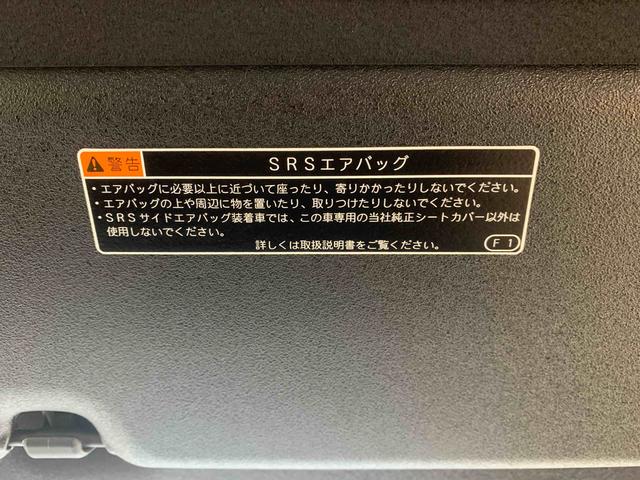 警告
SRSエアバッグ
・エアバッグに必要以上に近づいて座ったり、寄りかかったりしないでください。
・エアバッグの上や周辺に物を置いたり、取りつけたりしないでください。
・SRSサイドエアバッグ装着車では、この車専用の当社純正シートカバー以外は
使用しないでください。
詳しくは取扱説明書をご覧ください。
F1